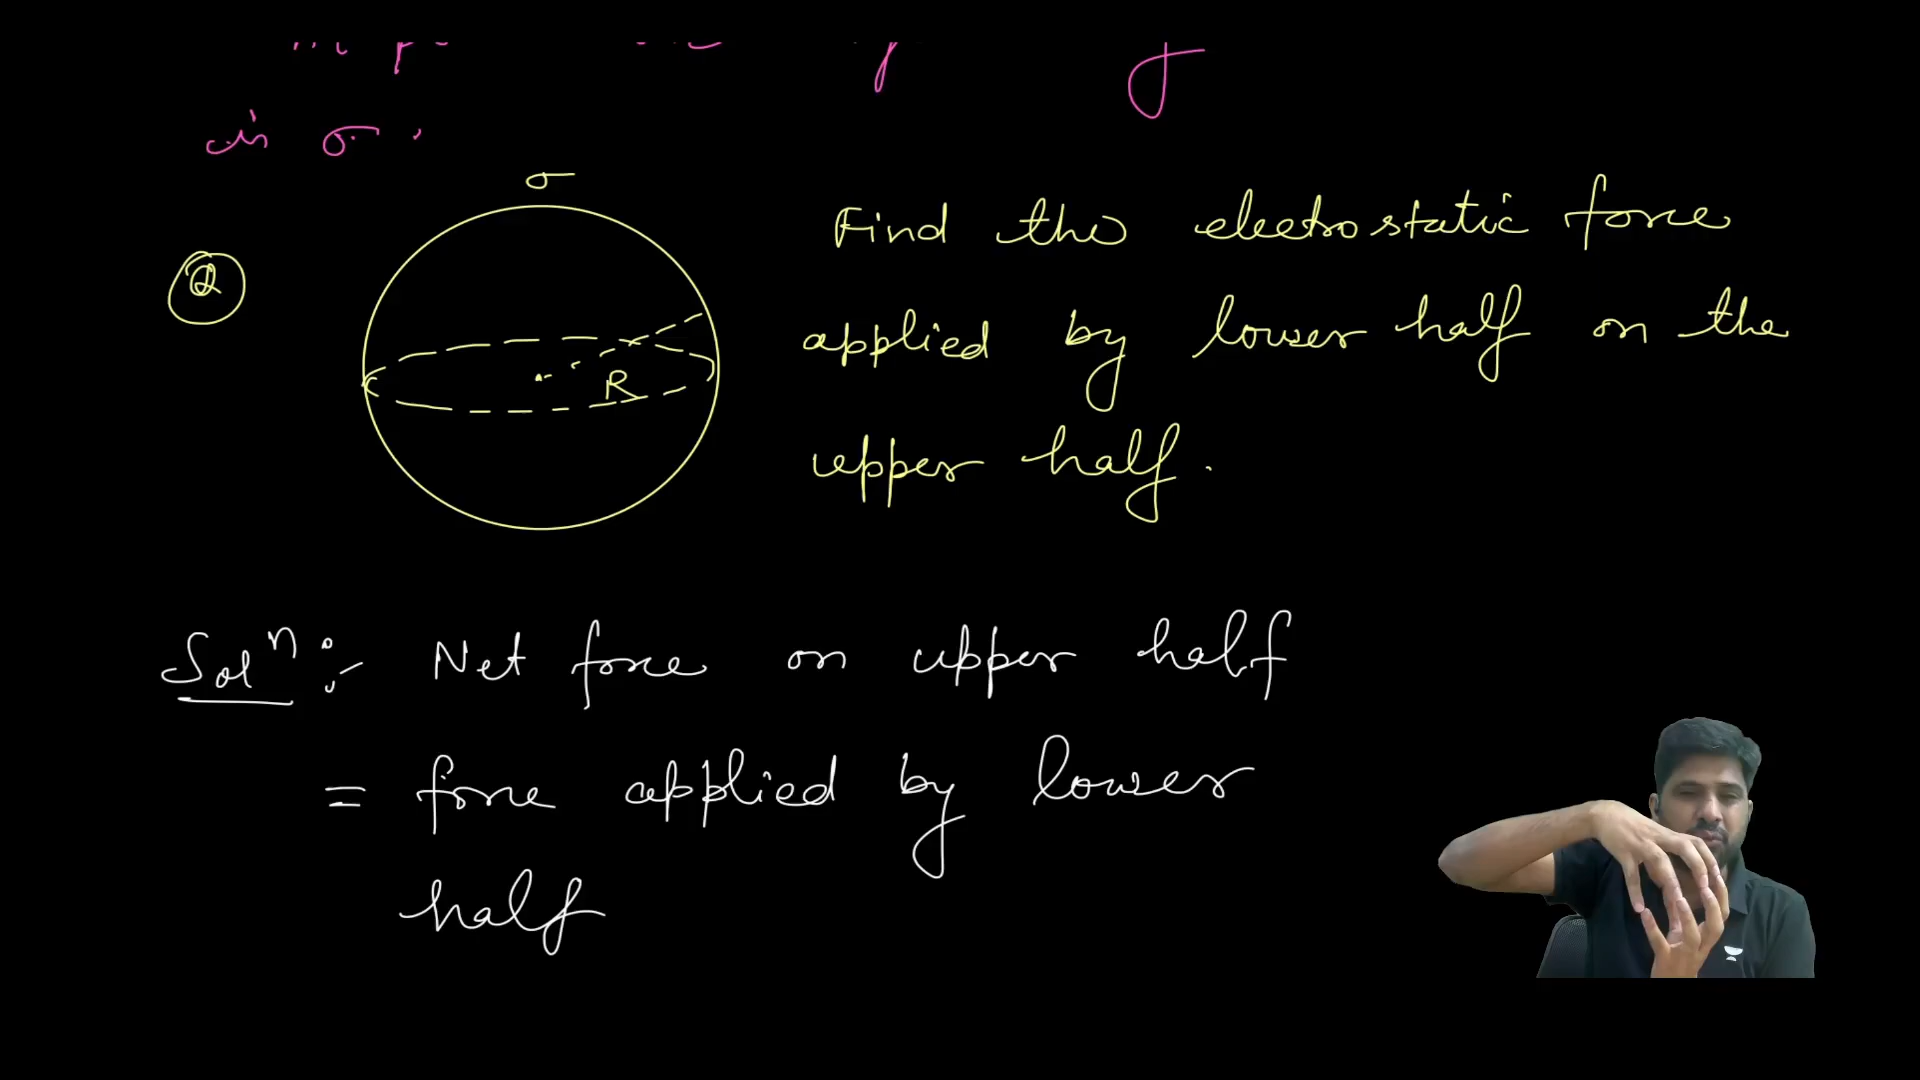 is σ.
σ
Q
R
Find the electrostatic force
applied by lower half on the
upper half.
Solⁿ:- Net force on upper half
= force applied by lower
half